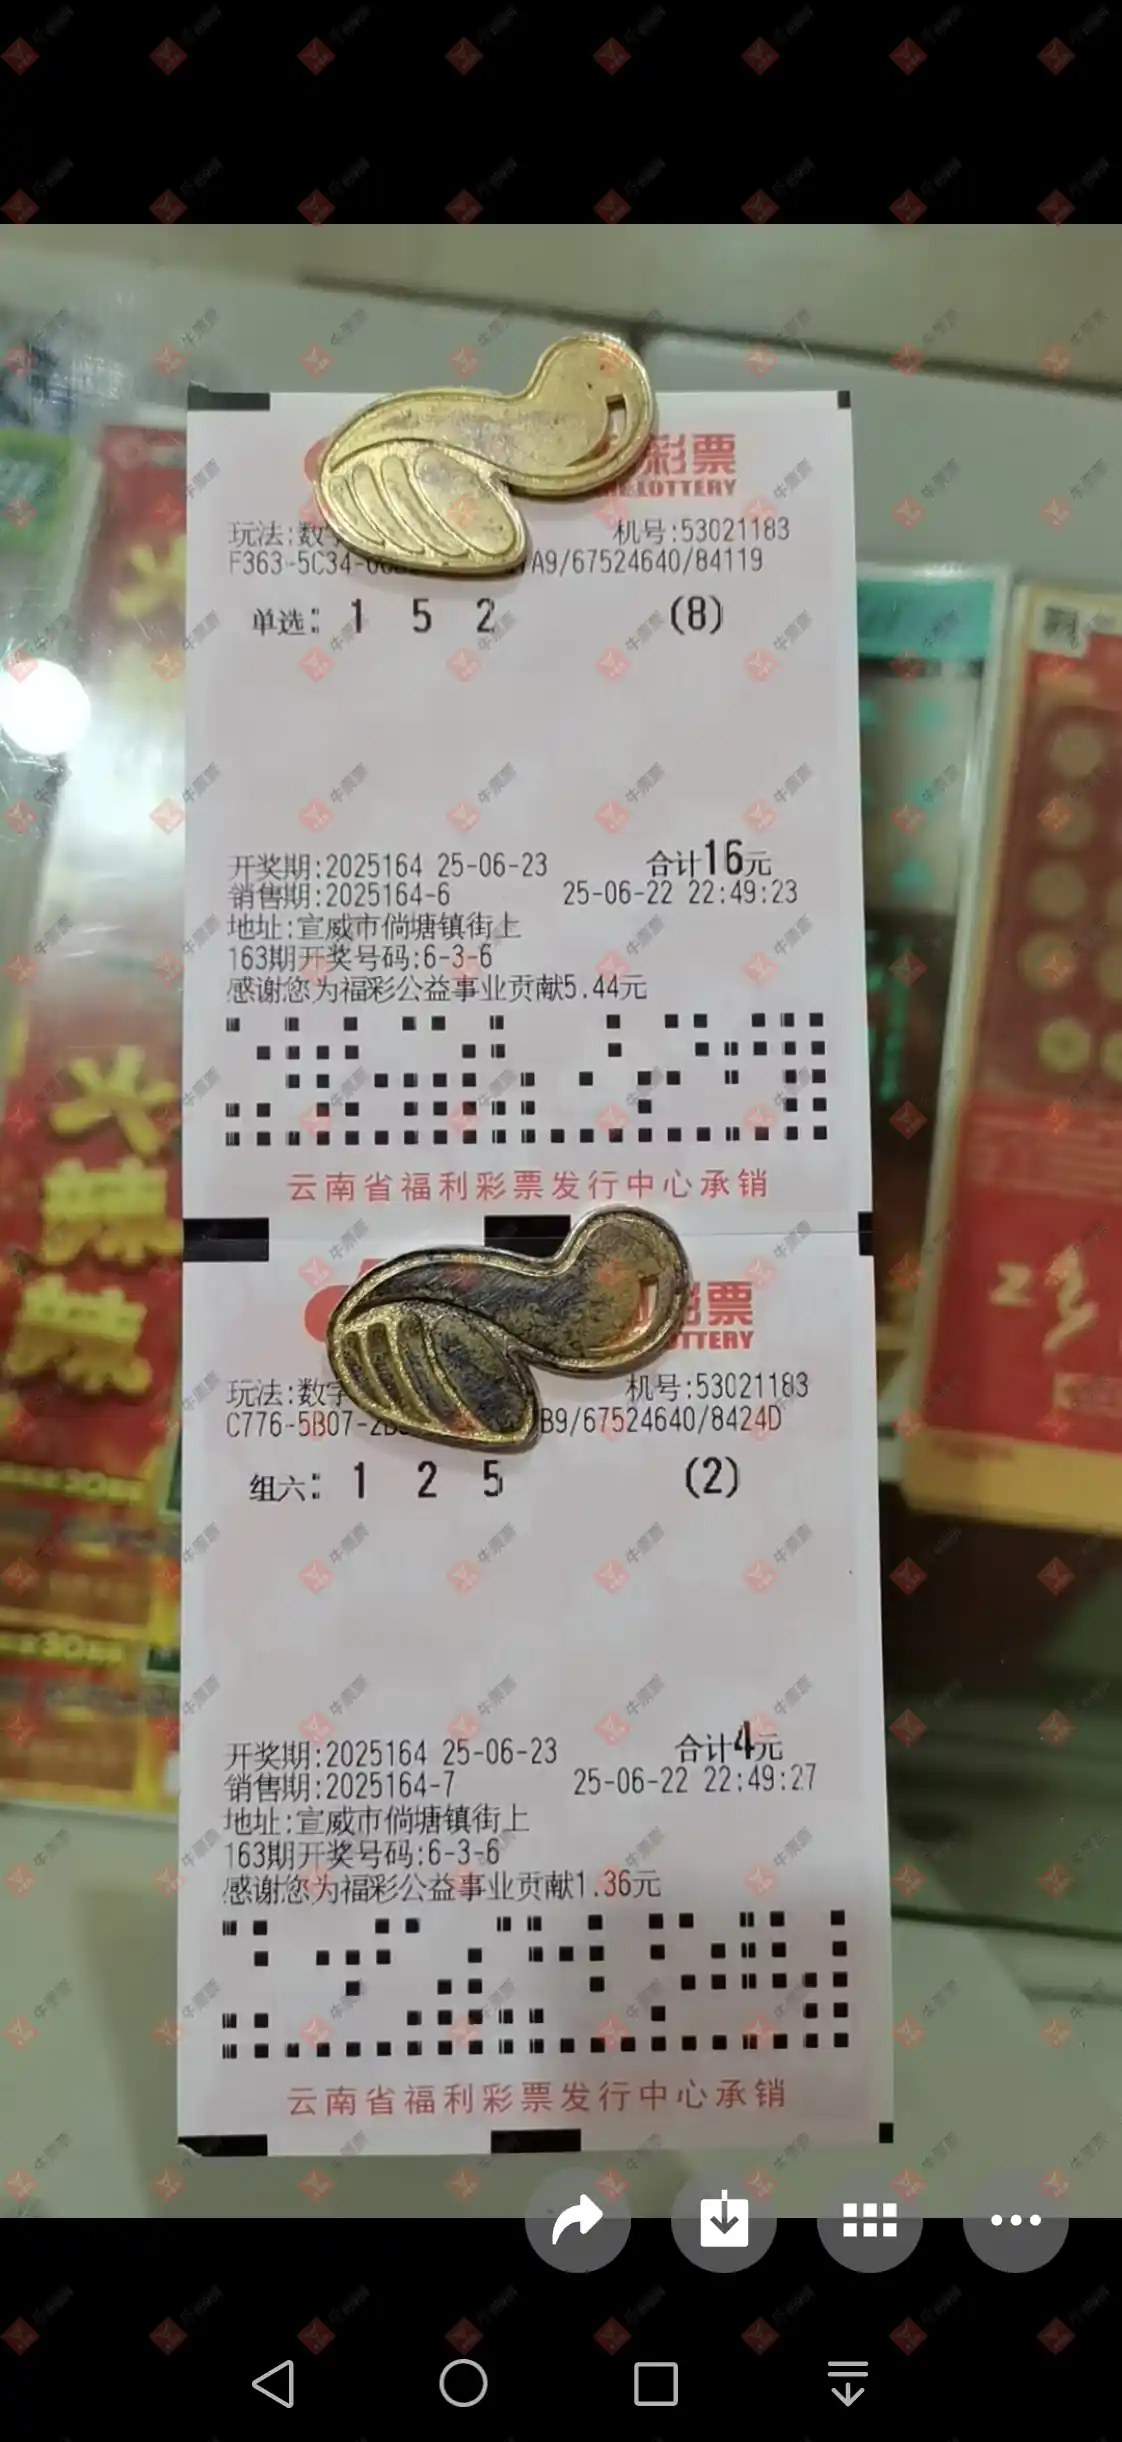 彩票
LOTTERY
玩法:数字 机号:53021183
F363-5C34- A9/67524640/84119
单选: 1 5 2 (8)
开奖期:2025164 25-06-23 合计16元
销售期:2025164-6 25-06-22 22:49:23
地址:宣威市倘塘镇街上
163期开奖号码:6-3-6
感谢您为福彩公益事业贡献5.44元
云南省福利彩票发行中心承销
票
TTERY
玩法:数字 机号:53021183
C776-5B07- B9/67524640/8424D
组六: 1 2 5 (2)
开奖期:2025164 25-06-23 合计4元
销售期:2025164-7 25-06-22 22:49:27
地址:宣威市倘塘镇街上
163期开奖号码:6-3-6
感谢您为福彩公益事业贡献1.36元
云南省福利彩票发行中心承销
火
辣
辣
牛票票